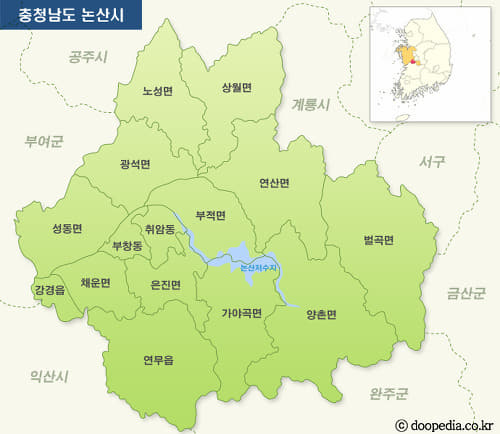 충청남도 논산시
공주시
노성면
상월면
계룡시
부여군
광석면
서구
연산면
성동면
부적면
취암동
부창동
벌곡면
논산저수지
강경읍
채운면
은진면
금산군
가야곡면
양촌면
연무읍
익산시
완주군
© doopedia.co.kr